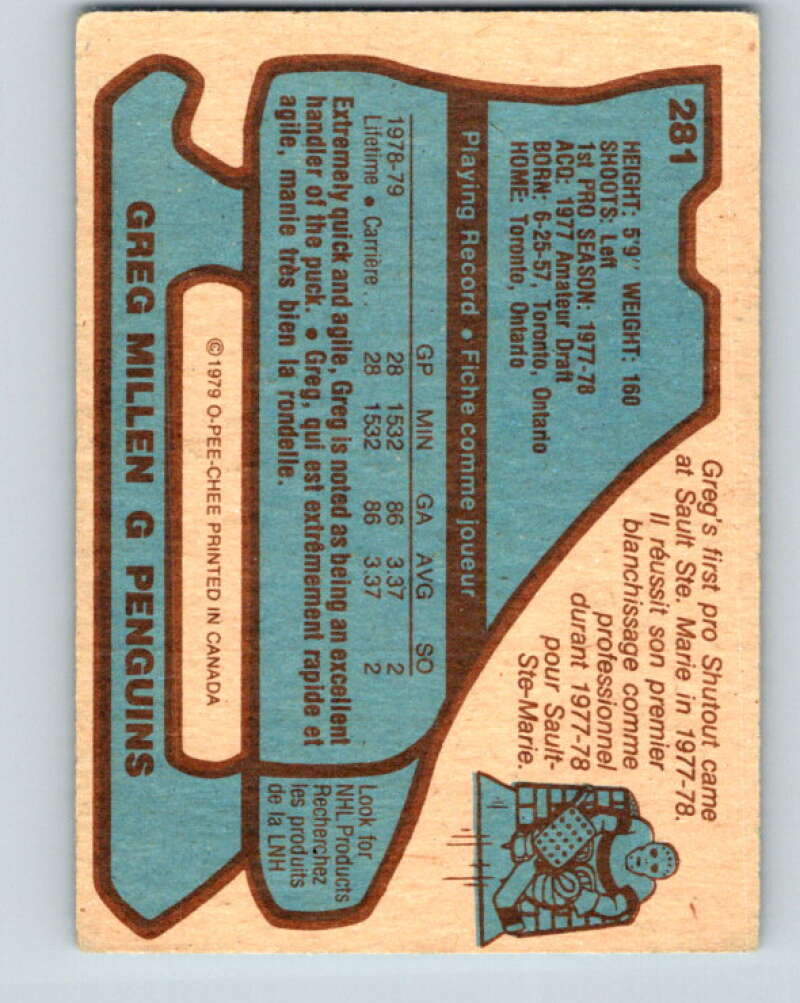 281
HEIGHT: 5'9" WEIGHT: 160
SHOOTS: Left
1st PRO SEASON: 1977-78
ACQ: 1977 Amateur Draft
BORN: 6-25-57, Toronto, Ontario
HOME: Toronto, Ontario
Greg's first pro Shutout came
at Sault Ste. Marie in 1977-78.
Il réussit son premier
blanchissage comme
professionnel
durant 1977-78
pour Sault-
Ste-Marie.
Playing Record • Fiche comme joueur
GP MIN GA AVG SO
1978-79 28 1532 86 3.37 2
Lifetime • Carrière . . 28 1532 86 3.37 2
Extremely quick and agile, Greg is noted as being an excellent
handler of the puck. • Greg, qui est extrêmement rapide et
agile, manie très bien la rondelle.
Look for
NHL Products
Recherchez
les produits
de la LNH
©1979 O-PEE-CHEE PRINTED IN CANADA
GREG MILLEN G PENGUINS